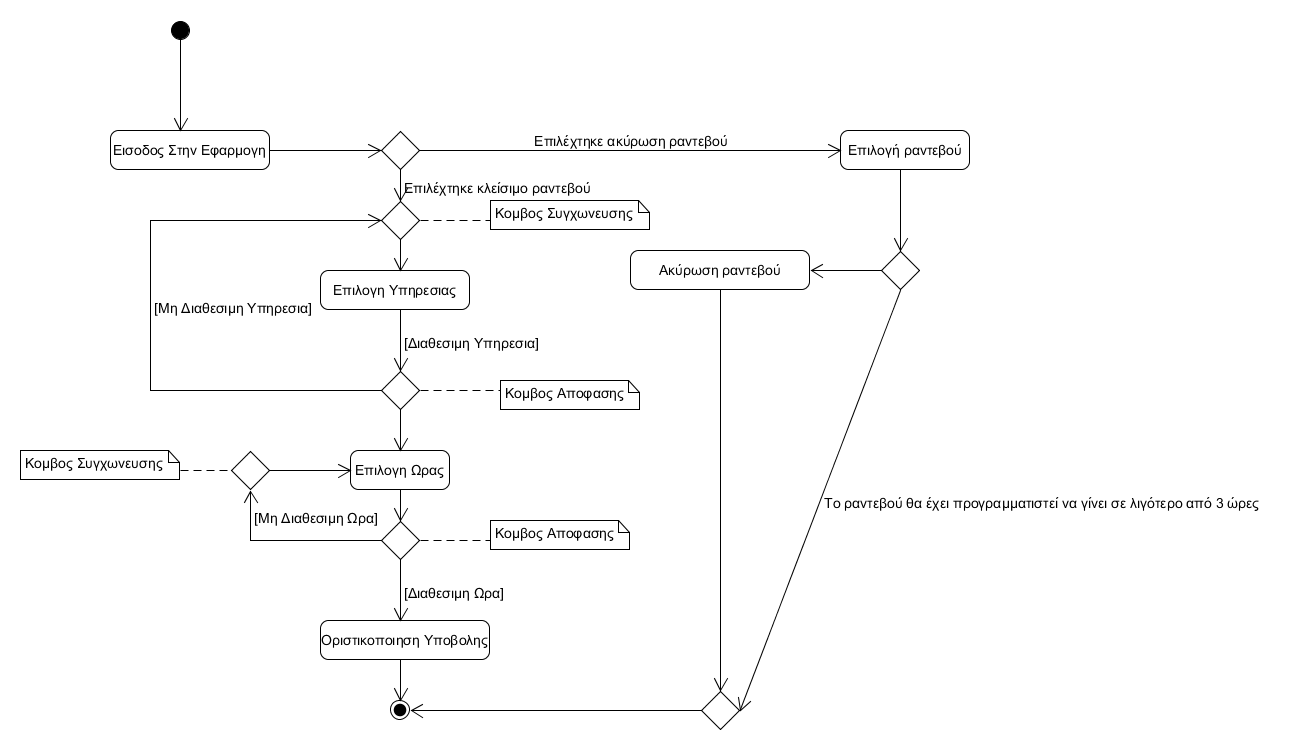 Εισοδος Στην Εφαρμογη
Επιλέχτηκε ακύρωση ραντεβού
Επιλογή ραντεβού
Επιλέχτηκε κλείσιμο ραντεβού
Κομβος Συγχωνευσης
Ακύρωση ραντεβού
Επιλογη Υπηρεσιας
[Μη Διαθεσιμη Υπηρεσια]
[Διαθεσιμη Υπηρεσια]
Κομβος Αποφασης
Κομβος Συγχωνευσης
Επιλογη Ωρας
Το ραντεβού θα έχει προγραμματιστεί να γίνει σε λιγότερο από 3 ώρες
[Μη Διαθεσιμη Ωρα]
Κομβος Αποφασης
[Διαθεσιμη Ωρα]
Οριστικοποιηση Υποβολης